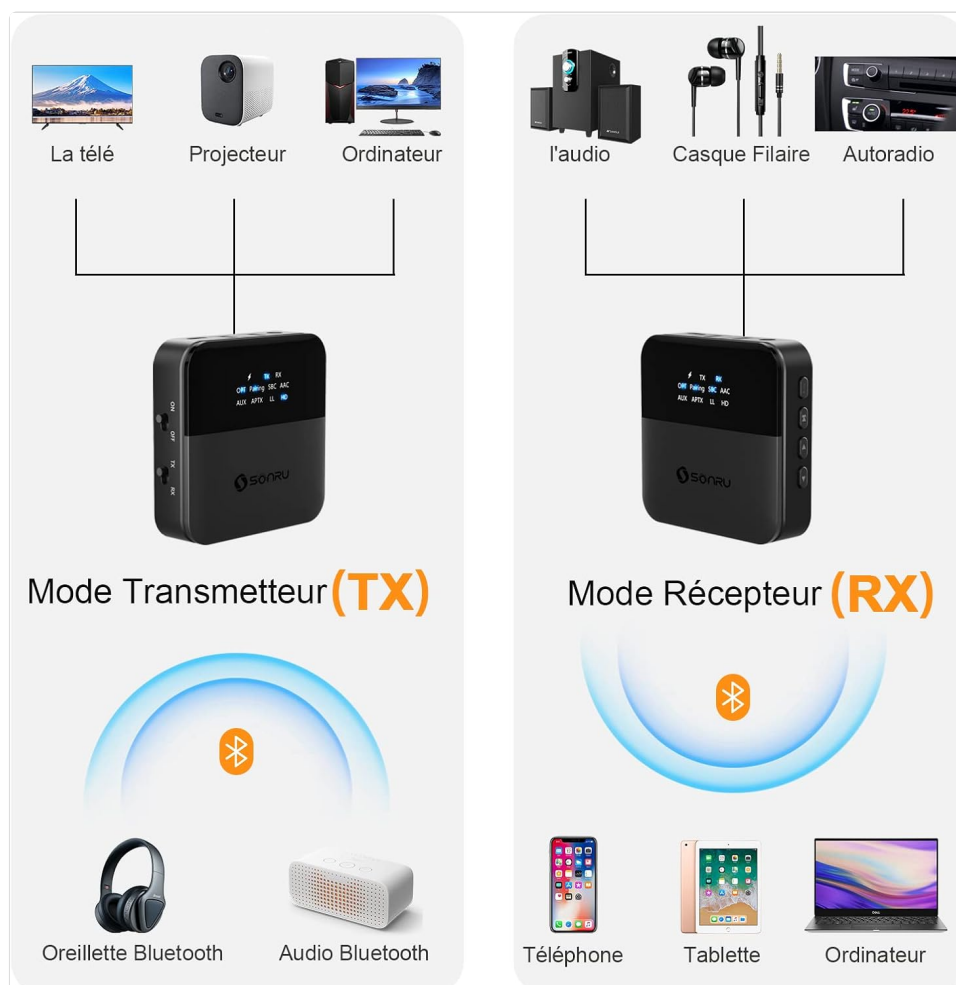 La télé
Projecteur
Ordinateur
TX RX
OPT Pairing SBC AAC
AUX APTX LL HD
ON
OFF
TX
RX
SONRU
Mode Transmetteur (TX)
Oreillette Bluetooth
Audio Bluetooth
l'audio
Casque Filaire
Autoradio
TX RX
OPT Pairing SBC AAC
AUX APTX LL HD
SONRU
Mode Récepteur (RX)
Téléphone
Tablette
Ordinateur